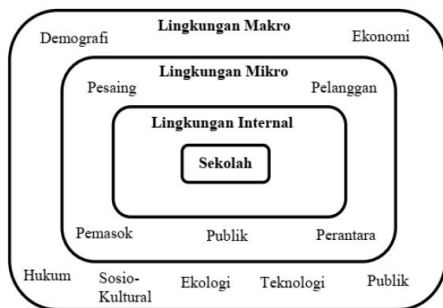 Lingkungan Makro
Demografi
Ekonomi
Lingkungan Mikro
Pesaing
Pelanggan
Lingkungan Internal
Sekolah
Pemasok
Publik
Perantara
Hukum
Sosio-
Kultural
Ekologi
Teknologi
Publik